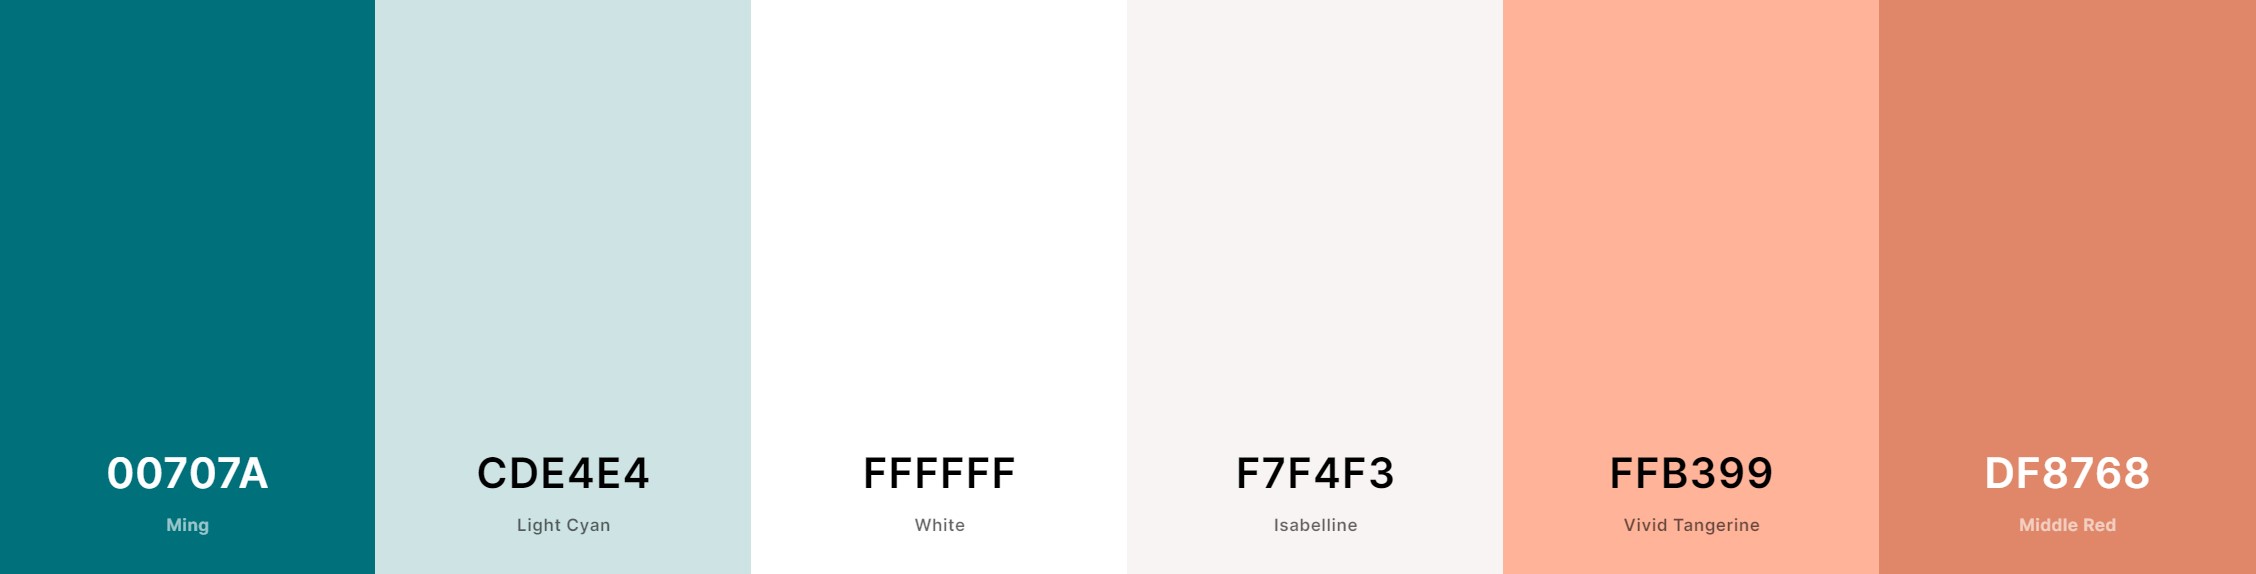 00707A
Ming
CDE4E4
Light Cyan
FFFFFF
White
F7F4F3
Isabelline
FFB399
Vivid Tangerine
DF8768
Middle Red